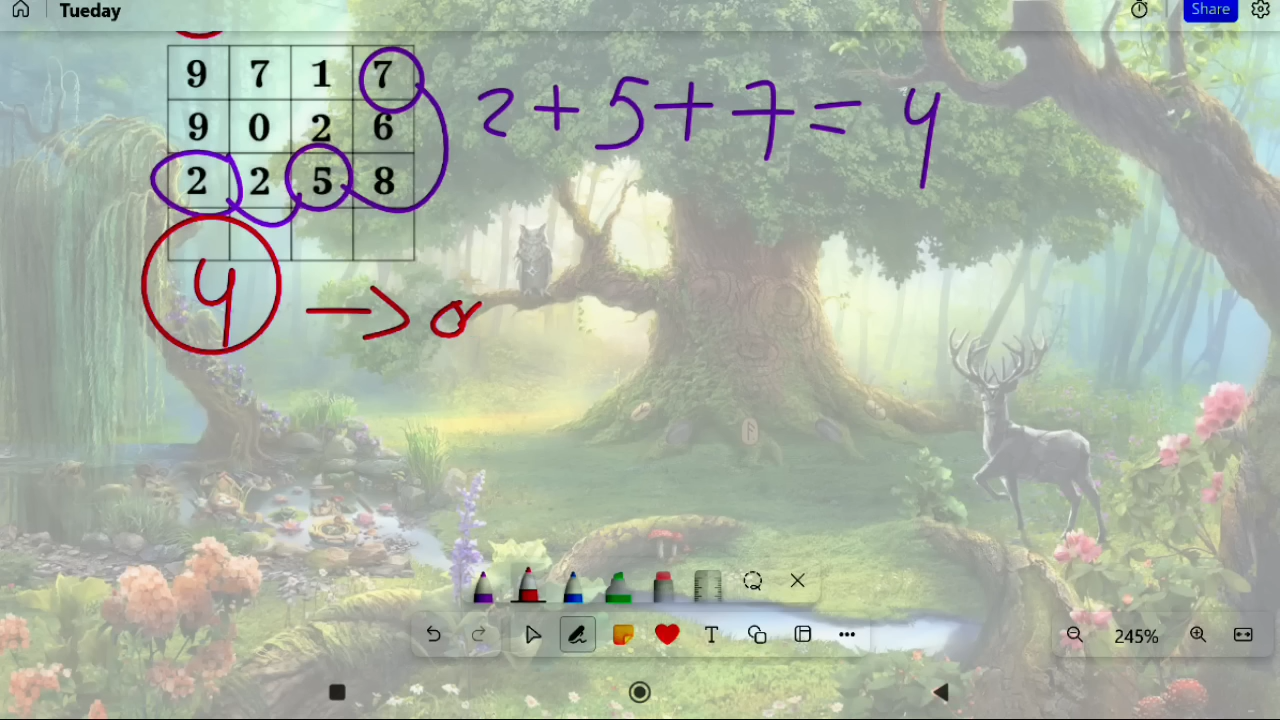 Tueday
Share
9 7 1 7
9 0 2 6
2 2 5 8
2+5+7=4
4 →
245%